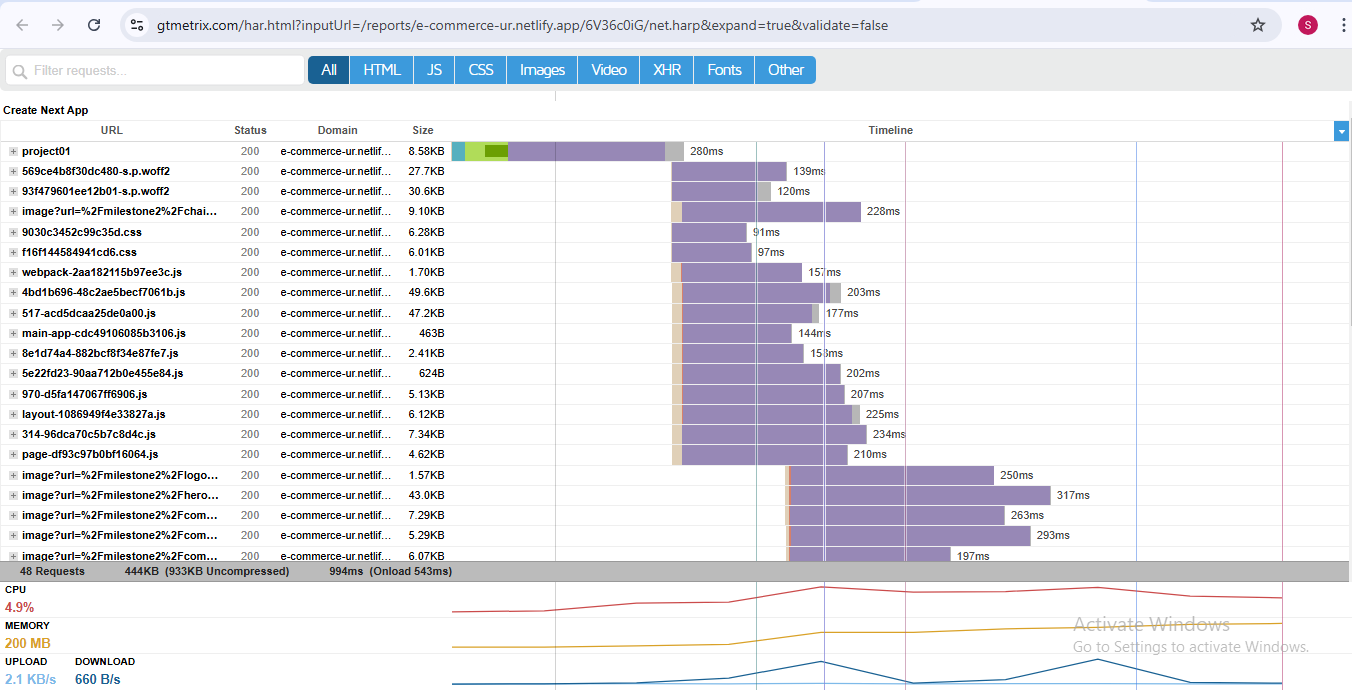 gtmetrix.com/har.html?inputUrl=/reports/e-commerce-ur.netlify.app/6V36c0iG/net.harp&expand=true&validate=false
S
Filter requests...
All HTML JS CSS Images Video XHR Fonts Other
Create Next App
URL Status Domain Size Timeline
project01 200 e-commerce-ur.netlif... 8.58KB 280ms
569ce4b8f30dc480-s.p.woff2 200 e-commerce-ur.netlif... 27.7KB 139ms
93f479601ee12b01-s.p.woff2 200 e-commerce-ur.netlif... 30.6KB 120ms
image?url=%2Fmilestone2%2Fchai... 200 e-commerce-ur.netlif... 9.10KB 228ms
9030c3452c99c35d.css 200 e-commerce-ur.netlif... 6.28KB 91ms
f16f144584941cd6.css 200 e-commerce-ur.netlif... 6.01KB 97ms
webpack-2aa182115b97ee3c.js 200 e-commerce-ur.netlif... 1.70KB 157ms
4bd1b696-48c2ae5becf7061b.js 200 e-commerce-ur.netlif... 49.6KB 203ms
517-acd5dcaa25de0a00.js 200 e-commerce-ur.netlif... 47.2KB 177ms
main-app-cdc49106085b3106.js 200 e-commerce-ur.netlif... 463B 144ms
8e1d74a4-882bcf8f34e87fe7.js 200 e-commerce-ur.netlif... 2.41KB 158ms
5e22fd23-90aa712b0e455e84.js 200 e-commerce-ur.netlif... 624B 202ms
970-d5fa147067ff6906.js 200 e-commerce-ur.netlif... 5.13KB 207ms
layout-1086949f4e33827a.js 200 e-commerce-ur.netlif... 6.12KB 225ms
314-96dca70c5b7c8d4c.js 200 e-commerce-ur.netlif... 7.34KB 234ms
page-df93c97b0bf16064.js 200 e-commerce-ur.netlif... 4.62KB 210ms
image?url=%2Fmilestone2%2Flogo... 200 e-commerce-ur.netlif... 1.57KB 250ms
image?url=%2Fmilestone2%2Fhero... 200 e-commerce-ur.netlif... 43.0KB 317ms
image?url=%2Fmilestone2%2Fcom... 200 e-commerce-ur.netlif... 7.29KB 263ms
image?url=%2Fmilestone2%2Fcom... 200 e-commerce-ur.netlif... 5.29KB 293ms
image?url=%2Fmilestone2%2Fcom... 200 e-commerce-ur.netlif... 6.07KB 197ms
48 Requests 444KB (933KB Uncompressed) 994ms (Onload 543ms)
CPU
4.9%
MEMORY
200 MB
UPLOAD DOWNLOAD
2.1 KB/s 660 B/s
Activate Windows
Go to Settings to activate Windows.